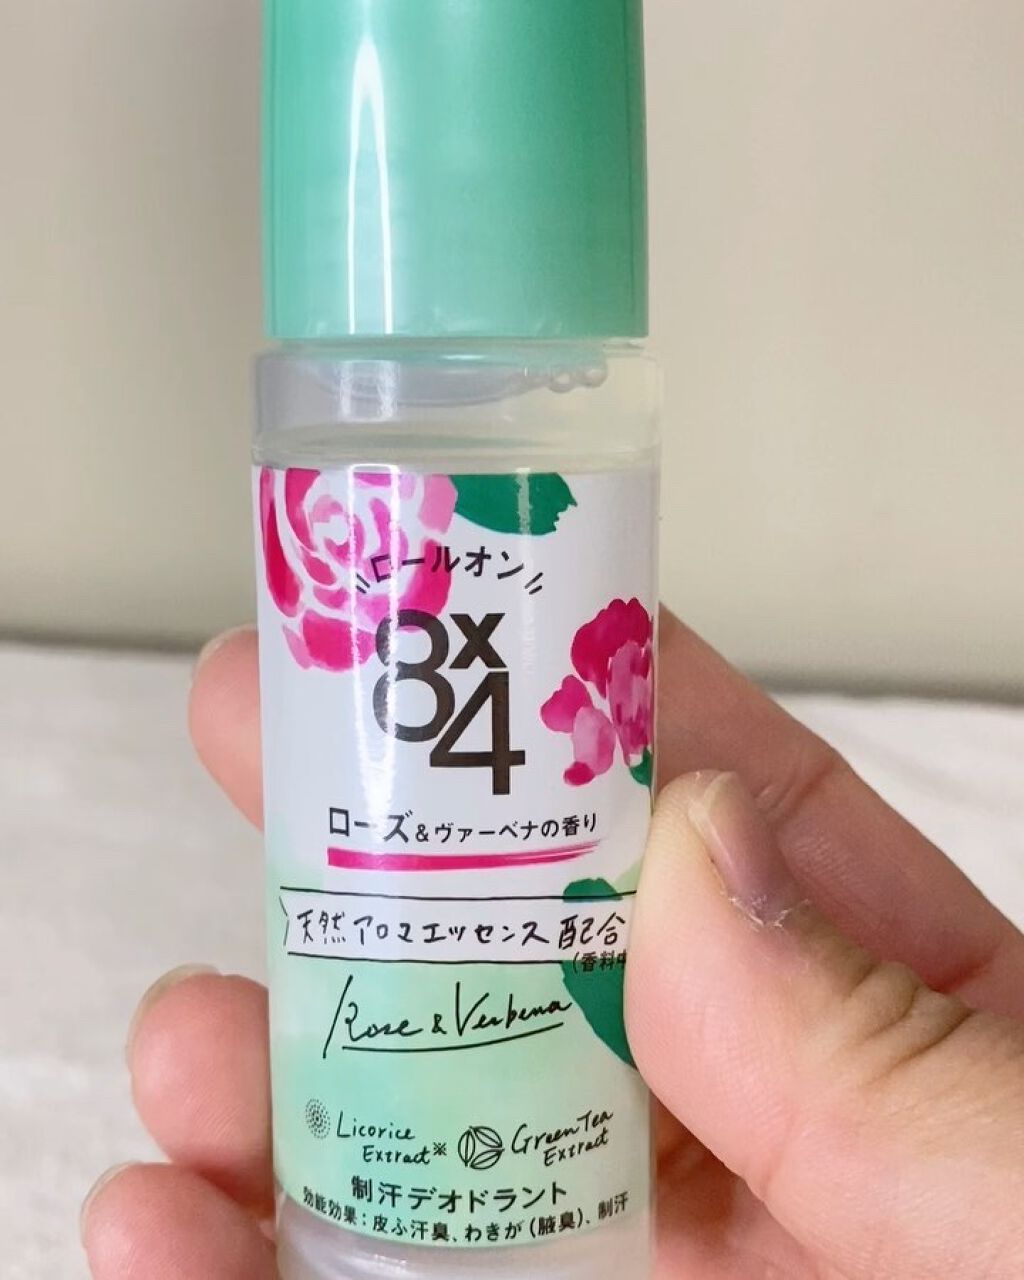 ロールオン
8x4
ローズ&ヴァーベナの香り
天然アロマエッセンス配合
(香料中
Rose & Verbena
Licorice Extract※
Green Tea Extract
制汗デオドラント
効能効果：皮ふ汗臭、わきが(腋臭)、制汗